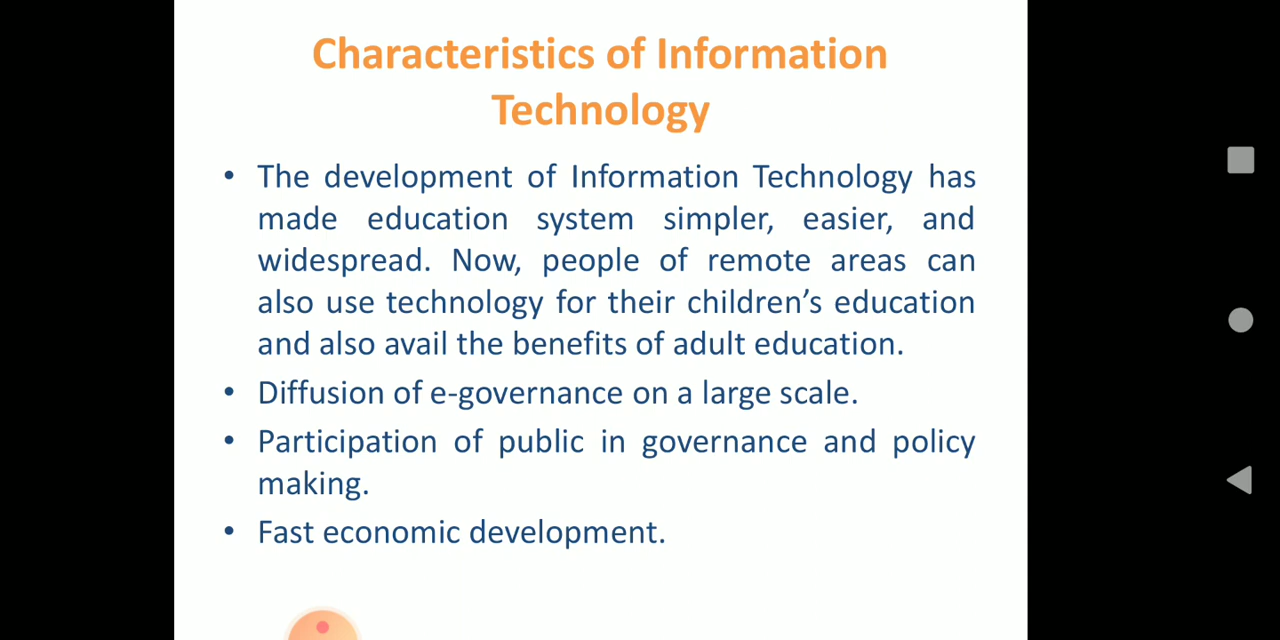 Characteristics of Information
Technology
• The development of Information Technology has
made education system simpler, easier, and
widespread. Now, people of remote areas can
also use technology for their children’s education
and also avail the benefits of adult education.
• Diffusion of e-governance on a large scale.
• Participation of public in governance and policy
making.
• Fast economic development.